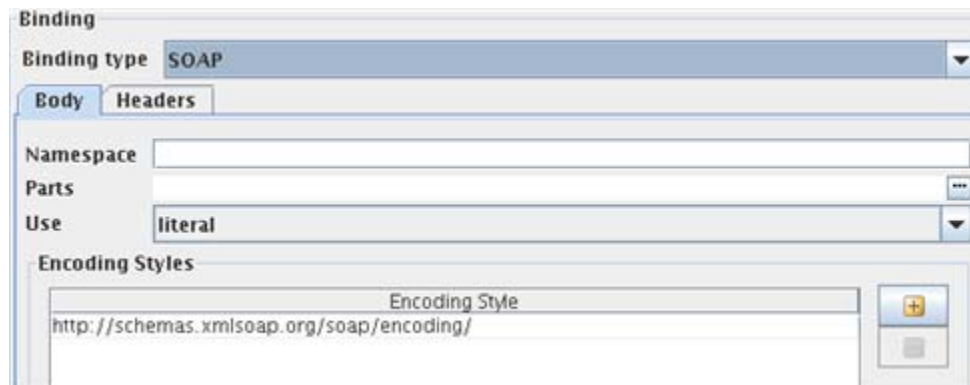 Binding
Binding type SOAP
Body Headers
Namespace
Parts
Use literal
Encoding Styles
Encoding Style
http://schemas.xmlsoap.org/soap/encoding/